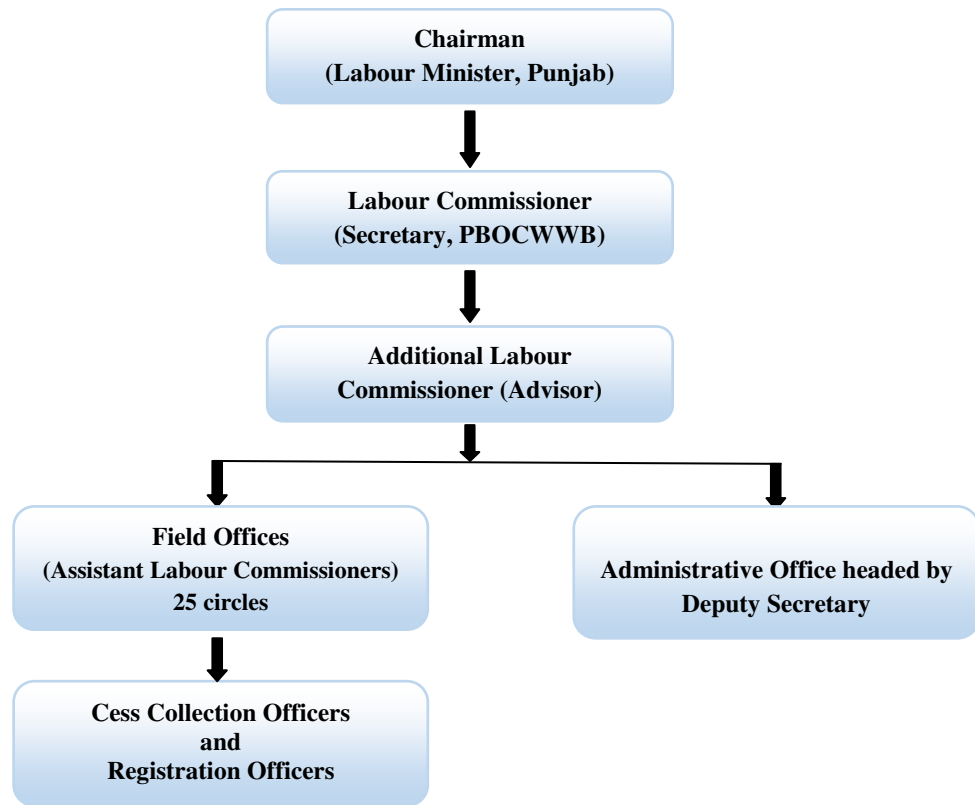 Chairman
(Labour Minister, Punjab)
Labour Commissioner
(Secretary, PBOCWWB)
Additional Labour
Commissioner (Advisor)
Field Offices
(Assistant Labour Commissioners)
25 circles
Administrative Office headed by
Deputy Secretary
Cess Collection Officers
and
Registration Officers